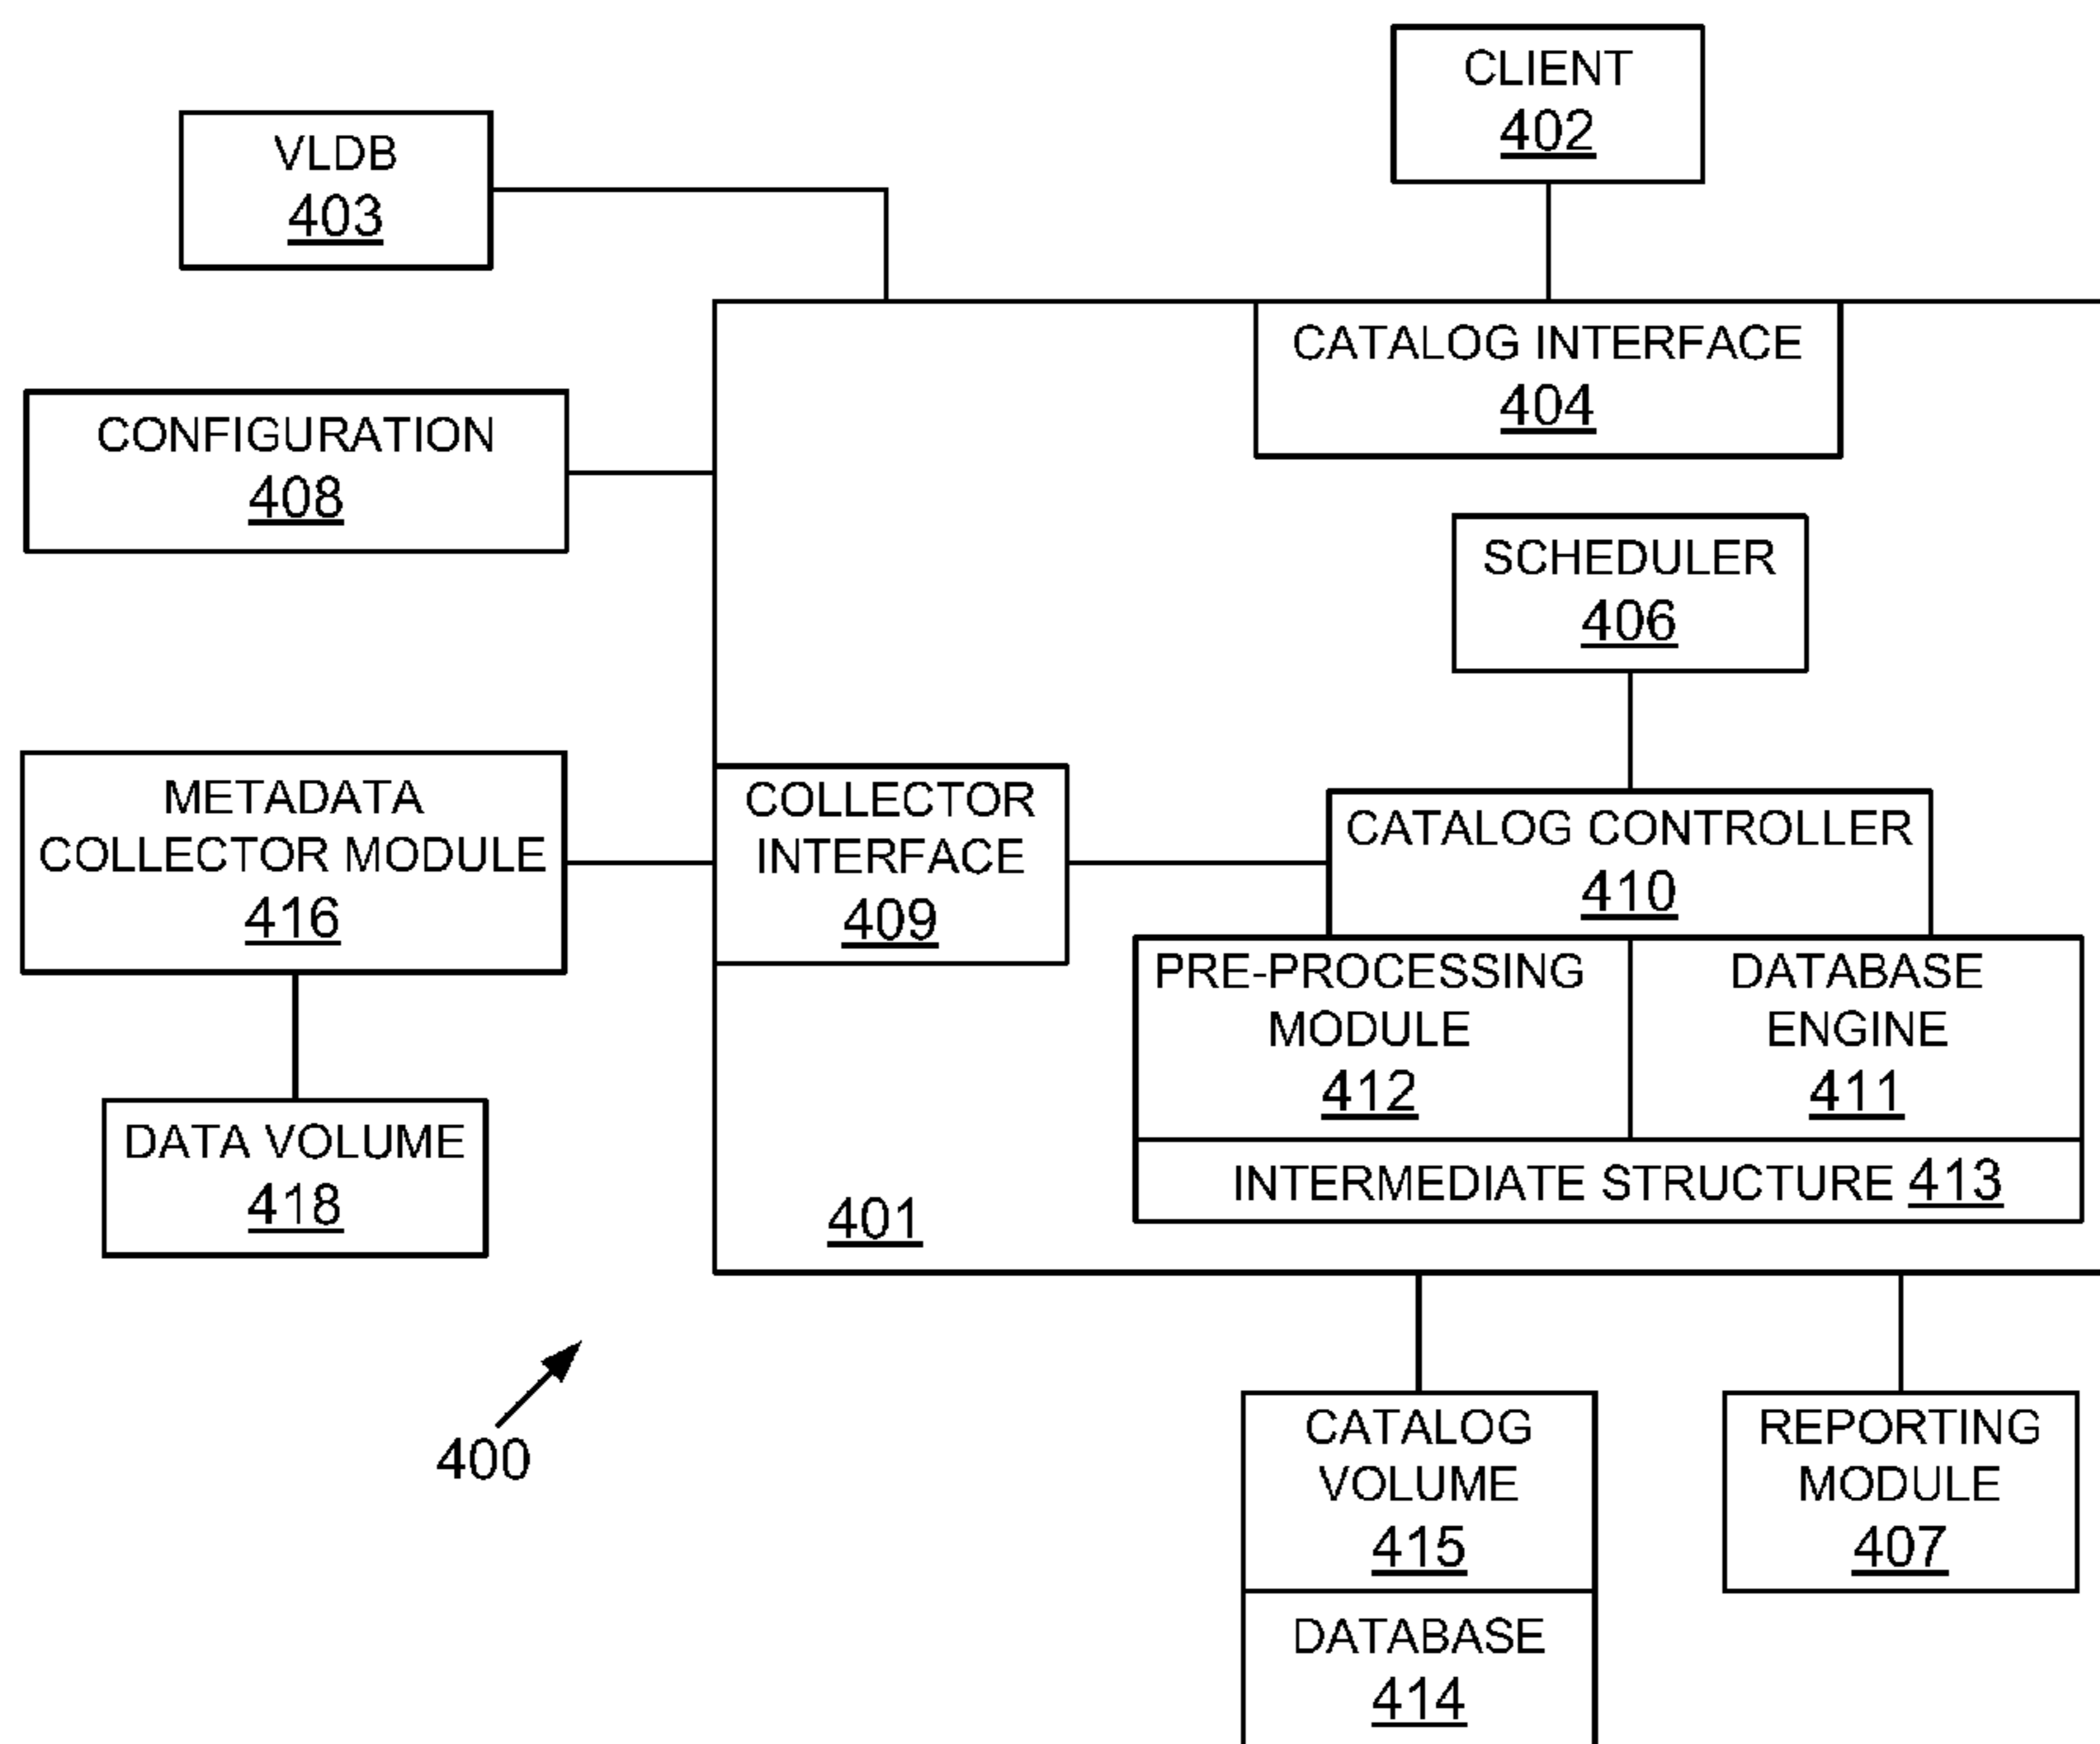 CLIENT
402
VLDB
403
CATALOG INTERFACE
404
CONFIGURATION
408
SCHEDULER
406
METADATA
COLLECTOR MODULE
416
COLLECTOR
INTERFACE
409
CATALOG CONTROLLER
410
PRE-PROCESSING
MODULE
412
DATABASE
ENGINE
411
INTERMEDIATE STRUCTURE 413
DATA VOLUME
418
401
400
CATALOG
VOLUME
415
DATABASE
414
REPORTING
MODULE
407